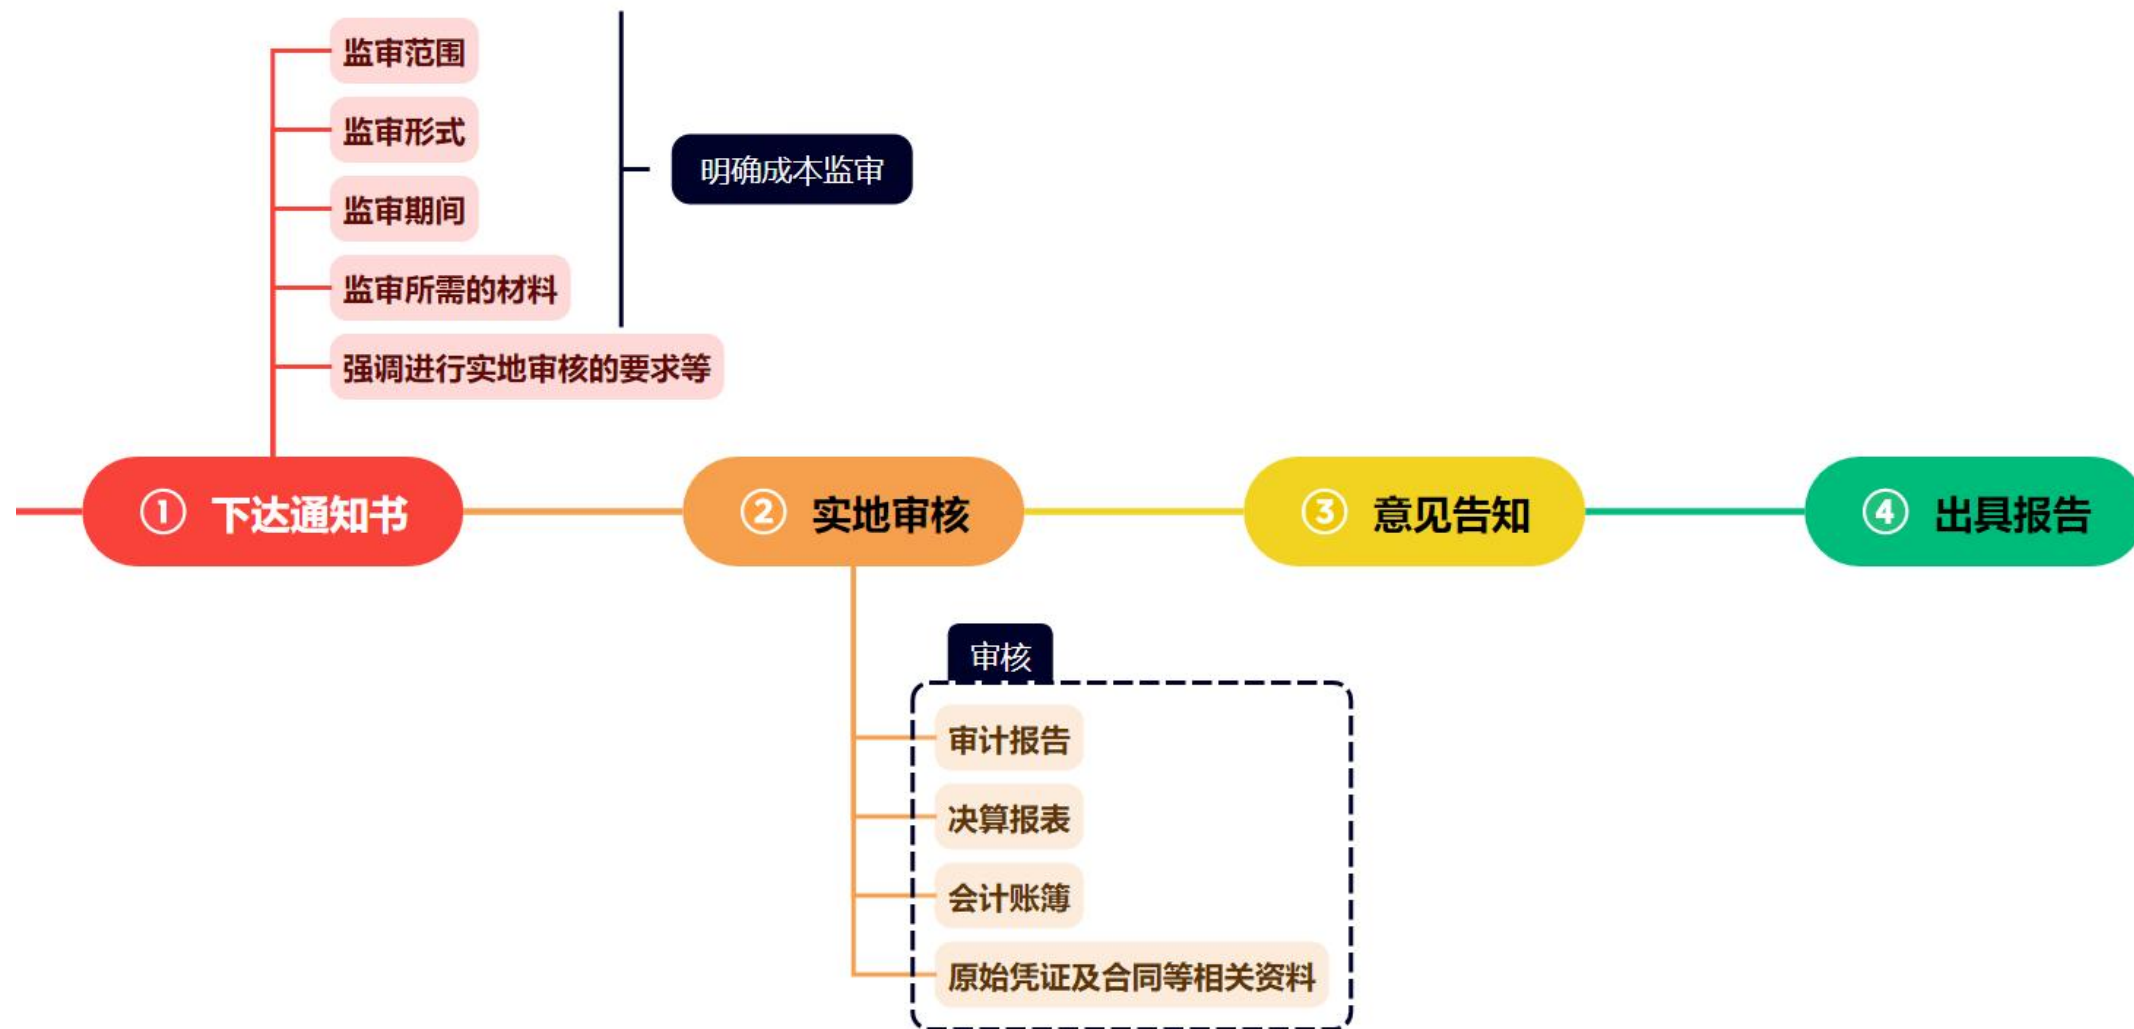 监审范围
监审形式
监审期间
监审所需的材料
强调进行实地审核的要求等
明确成本监审
① 下达通知书
② 实地审核
③ 意见告知
④ 出具报告
审核
审计报告
决算报表
会计账簿
原始凭证及合同等相关资料